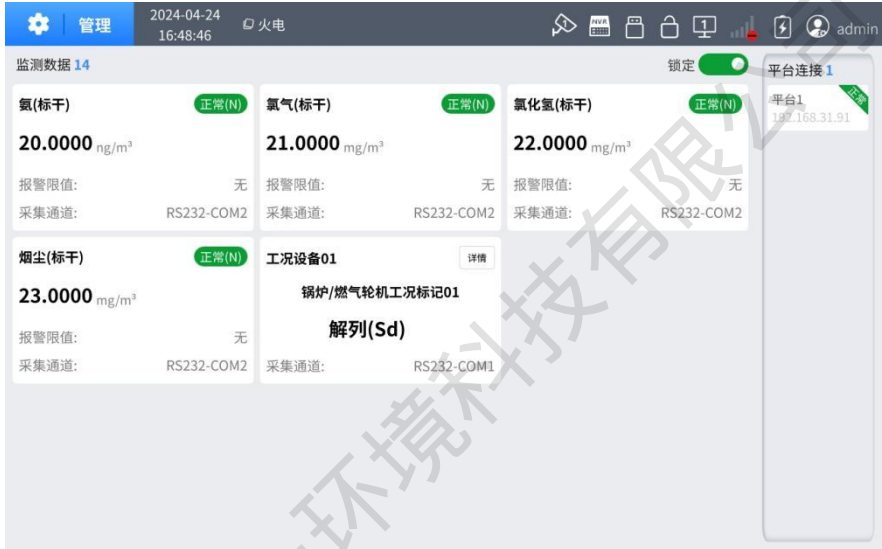 管理
2024-04-24
16:48:46
火电
NVR
1
1
admin
监测数据 14
锁定
平台连接 1
氨(标干)
正常(N)
20.0000 ng/m³
报警限值: 无
采集通道: RS232-COM2
氯气(标干)
正常(N)
21.0000 mg/m³
报警限值: 无
采集通道: RS232-COM2
氯化氢(标干)
正常(N)
22.0000 mg/m³
报警限值: 无
采集通道: RS232-COM2
平台1
正常
192.168.31.91
烟尘(标干)
正常(N)
23.0000 mg/m³
报警限值: 无
采集通道: RS232-COM2
工况设备01
详情
锅炉/燃气轮机工况标记01
解列(Sd)
采集通道: RS232-COM1
环境科技有限公司